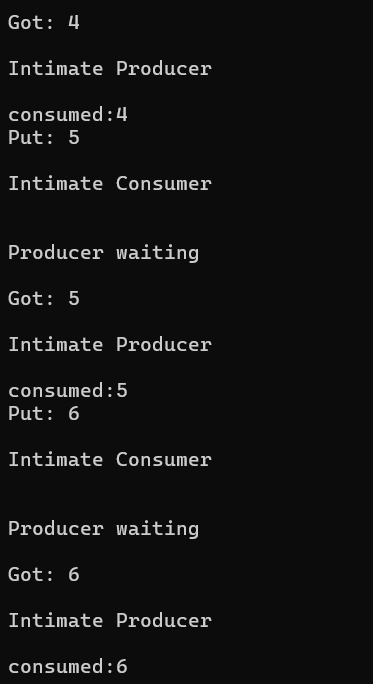 Got: 4
Intimate Producer
consumed:4
Put: 5
Intimate Consumer
Producer waiting
Got: 5
Intimate Producer
consumed:5
Put: 6
Intimate Consumer
Producer waiting
Got: 6
Intimate Producer
consumed:6